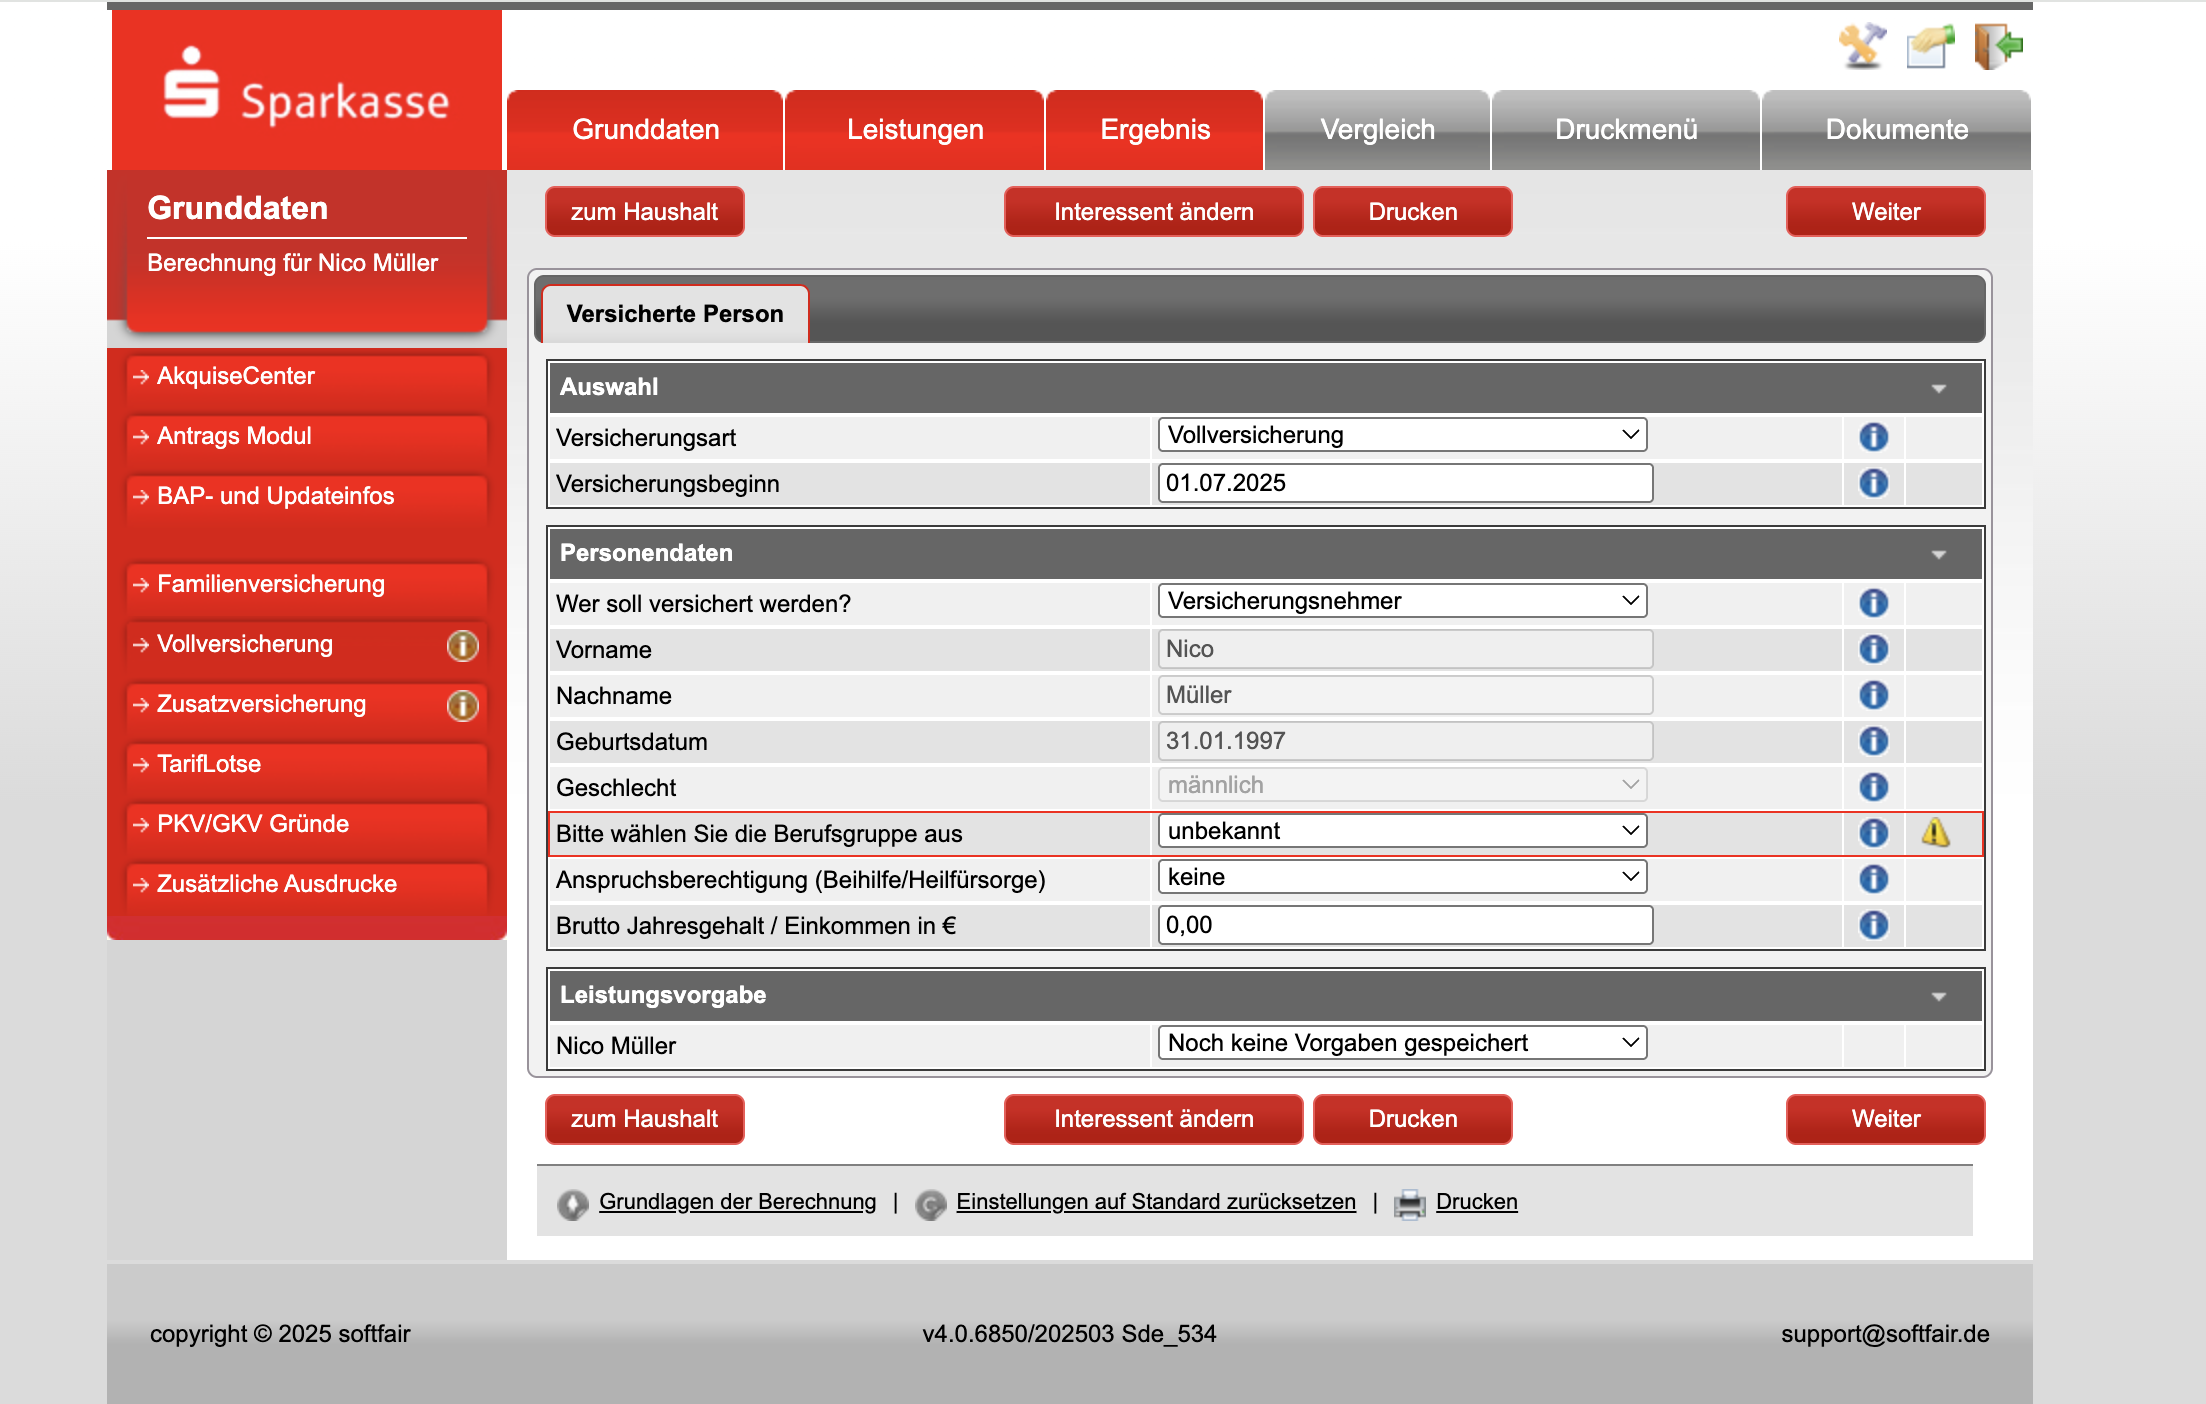 Sparkasse
Grunddaten
Leistungen
Ergebnis
Vergleich
Druckmenü
Dokumente
Grunddaten
Berechnung für Nico Müller
AkquiseCenter
Antrags Modul
BAP- und Updateinfos
Familienversicherung
Vollversicherung
Zusatzversicherung
TarifLotse
PKV/GKV Gründe
Zusätzliche Ausdrucke
zum Haushalt
Interessent ändern
Drucken
Weiter
Versicherte Person
Auswahl
Versicherungsart
Vollversicherung
Versicherungsbeginn
01.07.2025
Personendaten
Wer soll versichert werden?
Versicherungsnehmer
Vorname
Nico
Nachname
Müller
Geburtsdatum
31.01.1997
Geschlecht
männlich
Bitte wählen Sie die Berufsgruppe aus
unbekannt
Anspruchsberechtigung (Beihilfe/Heilfürsorge)
keine
Brutto Jahresgehalt / Einkommen in €
0,00
Leistungsvorgabe
Nico Müller
Noch keine Vorgaben gespeichert
zum Haushalt
Interessent ändern
Drucken
Weiter
Grundlagen der Berechnung | Einstellungen auf Standard zurücksetzen | Drucken
copyright © 2025 softfair
v4.0.6850/202503 Sde_534
support@softfair.de